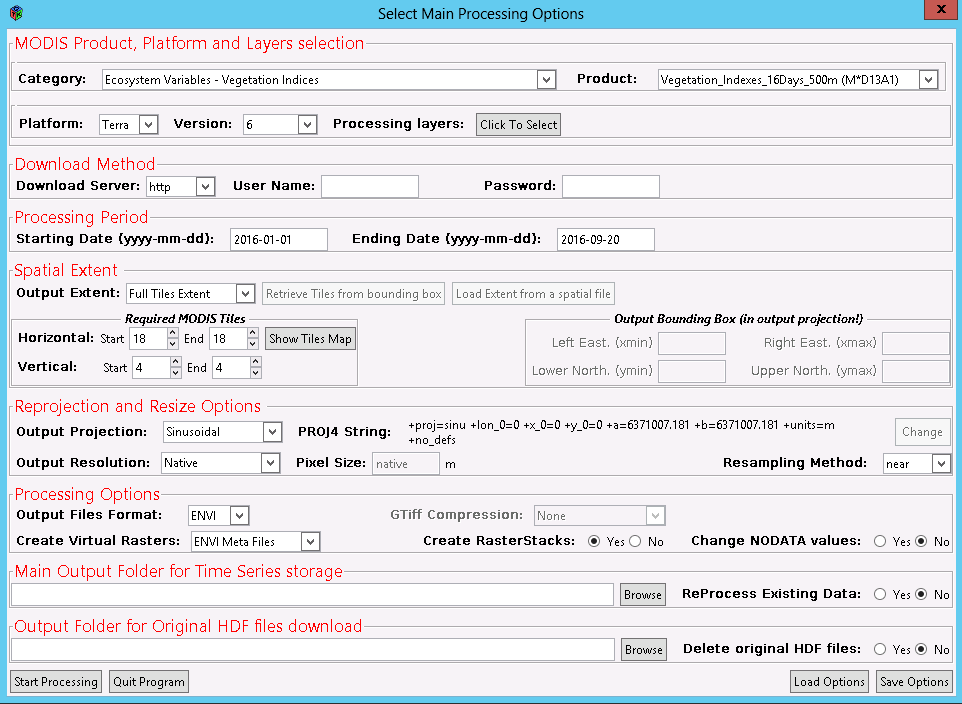 Select Main Processing Options
x
MODIS Product, Platform and Layers selection
Category: Ecosystem Variables - Vegetation Indices Product: Vegetation_Indexes_16Days_500m (M*D13A1)
Platform: Terra Version: 6 Processing layers: Click To Select
Download Method
Download Server: http User Name: Password:
Processing Period
Starting Date (yyyy-mm-dd): 2016-01-01 Ending Date (yyyy-mm-dd): 2016-09-20
Spatial Extent
Output Extent: Full Tiles Extent Retrieve Tiles from bounding box Load Extent from a spatial file
Required MODIS Tiles
Horizontal: Start 18 End 18 Show Tiles Map
Vertical: Start 4 End 4
Output Bounding Box (in output projection!)
Left East. (xmin) Right East. (xmax)
Lower North. (ymin) Upper North. (ymax)
Reprojection and Resize Options
Output Projection: Sinusoidal PROJ4 String: +proj=sinu +lon_0=0 +x_0=0 +y_0=0 +a=6371007.181 +b=6371007.181 +units=m
+no_defs Change
Output Resolution: Native Pixel Size: native m Resampling Method: near
Processing Options
Output Files Format: ENVI GTiff Compression: None
Create Virtual Rasters: ENVI Meta Files Create RasterStacks: Yes No Change NODATA values: Yes No
Main Output Folder for Time Series storage
Browse ReProcess Existing Data: Yes No
Output Folder for Original HDF files download
Browse Delete original HDF files: Yes No
Start Processing Quit Program Load Options Save Options